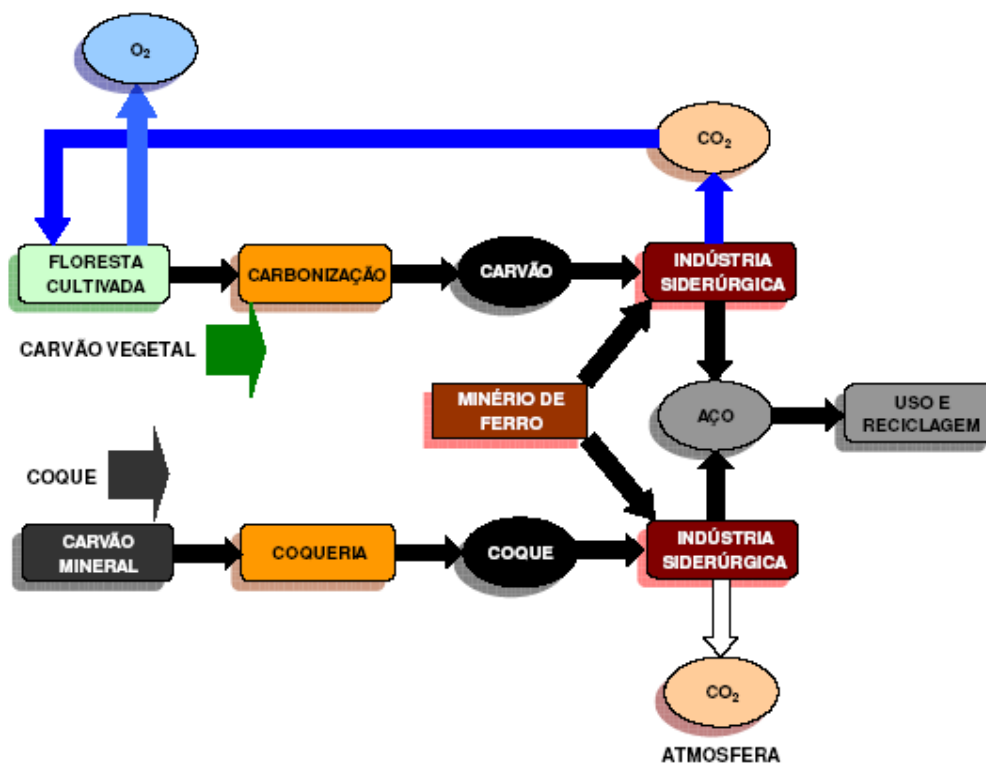 O₂
CO₂
FLORESTA
CULTIVADA
CARBONIZAÇÃO
CARVÃO
INDÚSTRIA
SIDERÚRGICA
CARVÃO VEGETAL
MINÉRIO DE
FERRO
AÇO
USO E
RECICLAGEM
COQUE
CARVÃO
MINERAL
COQUERIA
COQUE
INDÚSTRIA
SIDERÚRGICA
CO₂
ATMOSFERA